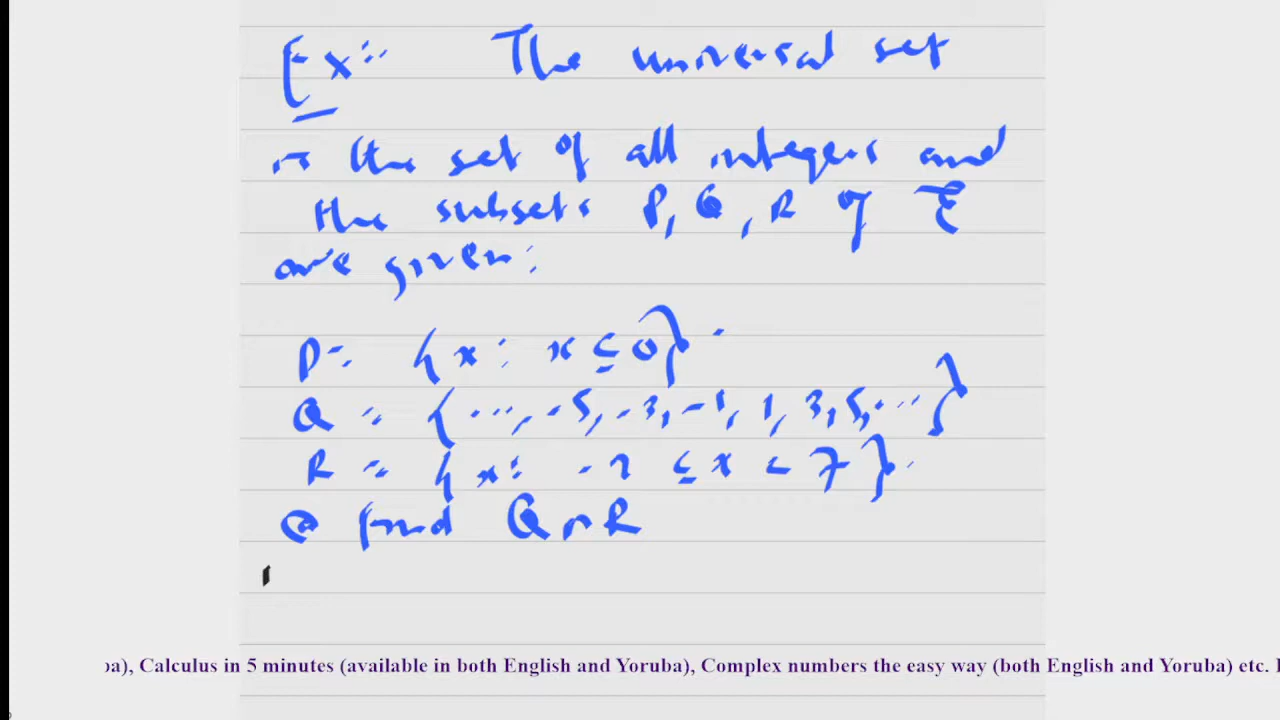 Ex:- The universal set
is the set of all integers and
the subsets P, Q, R of ξ
are given:
P = {x : x ≤ 0}.
Q = {..., -5, -3, -1, 1, 3, 5, ...}
R = {x : -2 ≤ x < 7}.
@ find Q∩R
ba), Calculus in 5 minutes (available in both English and Yoruba), Complex numbers the easy way (both English and Yoruba) etc.